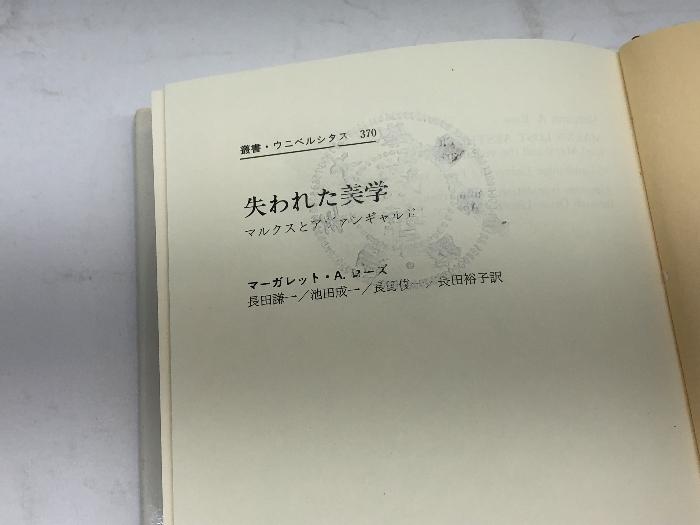 叢書・ウニベルシタス 370
失われた美学
マルクスとアヴァンギャルド
マーガレット・A.ローズ
長田謙一／池田成一／長野俊一／長田裕子訳